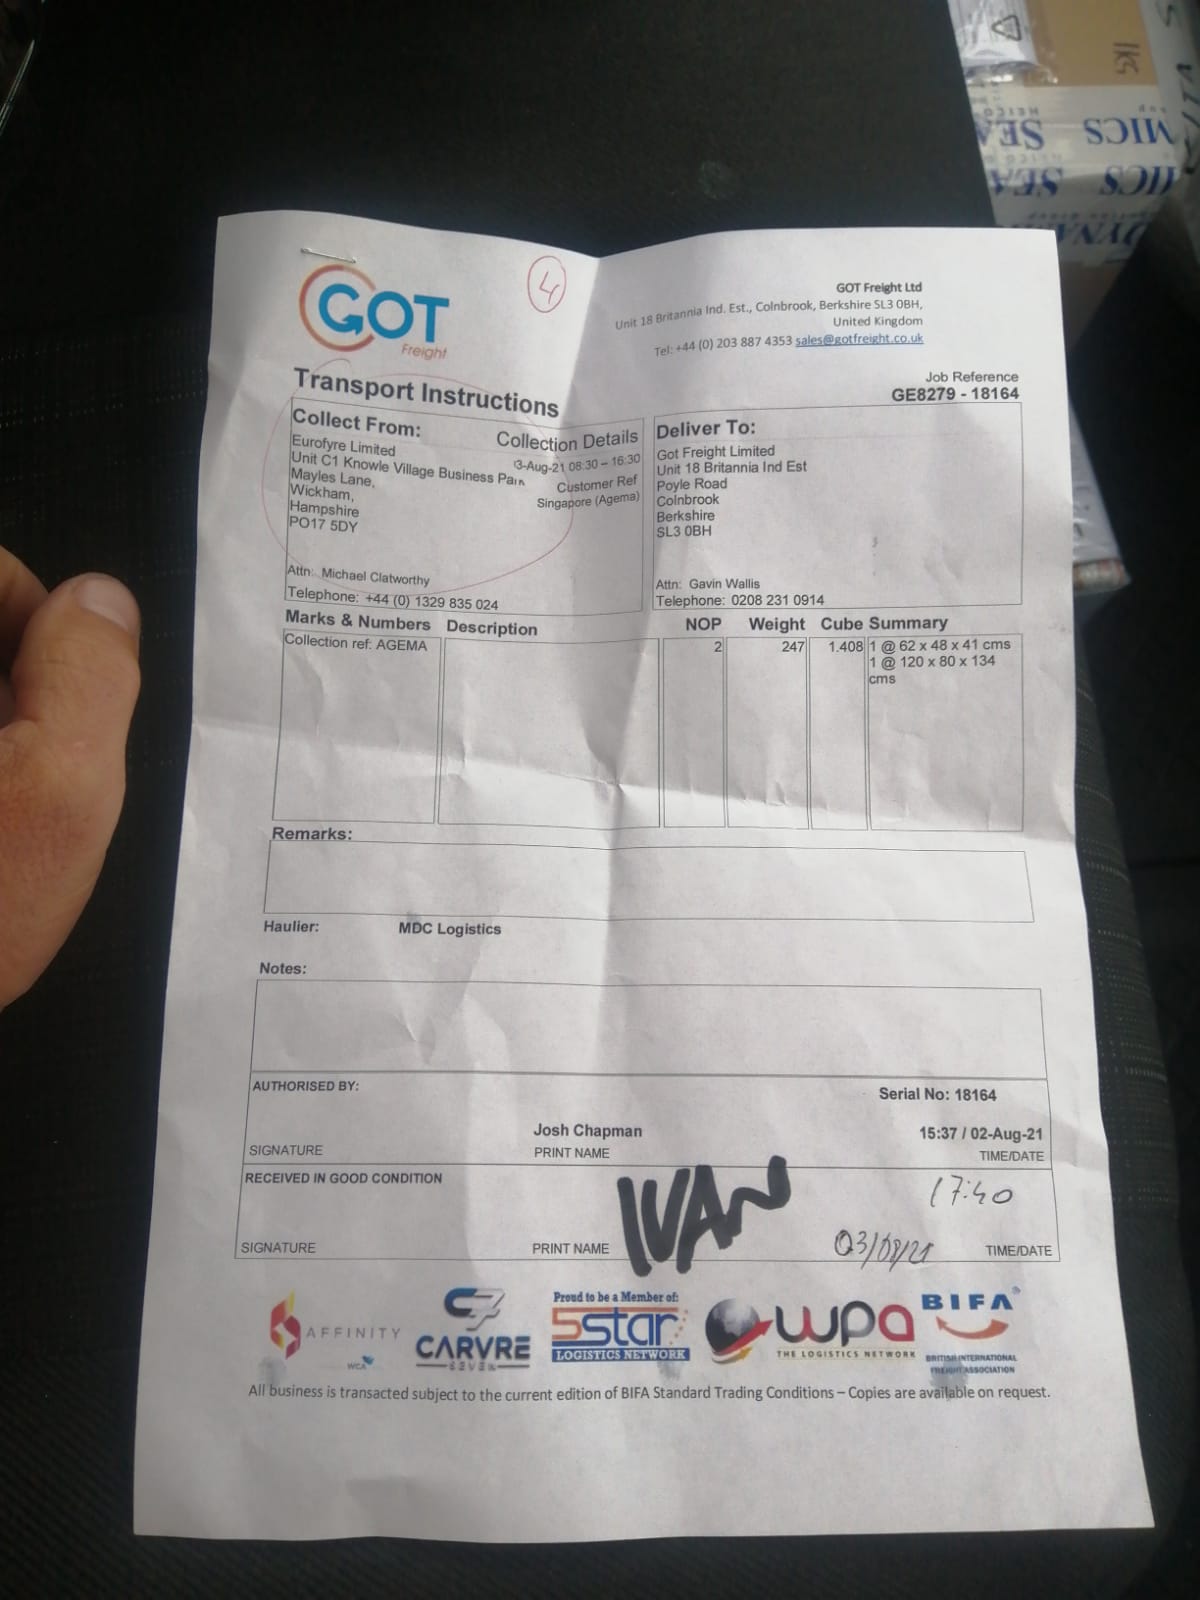 IKS
HEICO
SEA MICS
SEA MICS
DYNA
GOT
Freight
4
GOT Freight Ltd
Unit 18 Britannia Ind. Est., Colnbrook, Berkshire SL3 0BH,
United Kingdom
Tel: +44 (0) 203 887 4353 sales@gotfreight.co.uk
Transport Instructions
Job Reference
GE8279 - 18164
Collect From:
Collection Details
Eurofyre Limited
Unit C1 Knowle Village Business Park
Mayles Lane,
Wickham,
Hampshire
PO17 5DY
3-Aug-21 08:30 – 16:30
Customer Ref
Singapore (Agema)
Attn: Michael Clatworthy
Telephone: +44 (0) 1329 835 024
Deliver To:
Got Freight Limited
Unit 18 Britannia Ind Est
Poyle Road
Colnbrook
Berkshire
SL3 0BH
Attn: Gavin Wallis
Telephone: 0208 231 0914
Marks & Numbers Description NOP Weight Cube Summary
Collection ref: AGEMA 2 247 1.408 1 @ 62 x 48 x 41 cms
1 @ 120 x 80 x 134
cms
Remarks:
Haulier: MDC Logistics
Notes:
AUTHORISED BY:
Serial No: 18164
Josh Chapman 15:37 / 02-Aug-21
SIGNATURE PRINT NAME TIME/DATE
RECEIVED IN GOOD CONDITION
IVAN 17:40
03/08/21
SIGNATURE PRINT NAME TIME/DATE
AFFINITY
WCA
CARVRE
SEVEN
Proud to be a Member of:
5star
LOGISTICS NETWORK
wpa
THE LOGISTICS NETWORK
BIFA
BRITISH INTERNATIONAL
FREIGHT ASSOCIATION
All business is transacted subject to the current edition of BIFA Standard Trading Conditions – Copies are available on request.